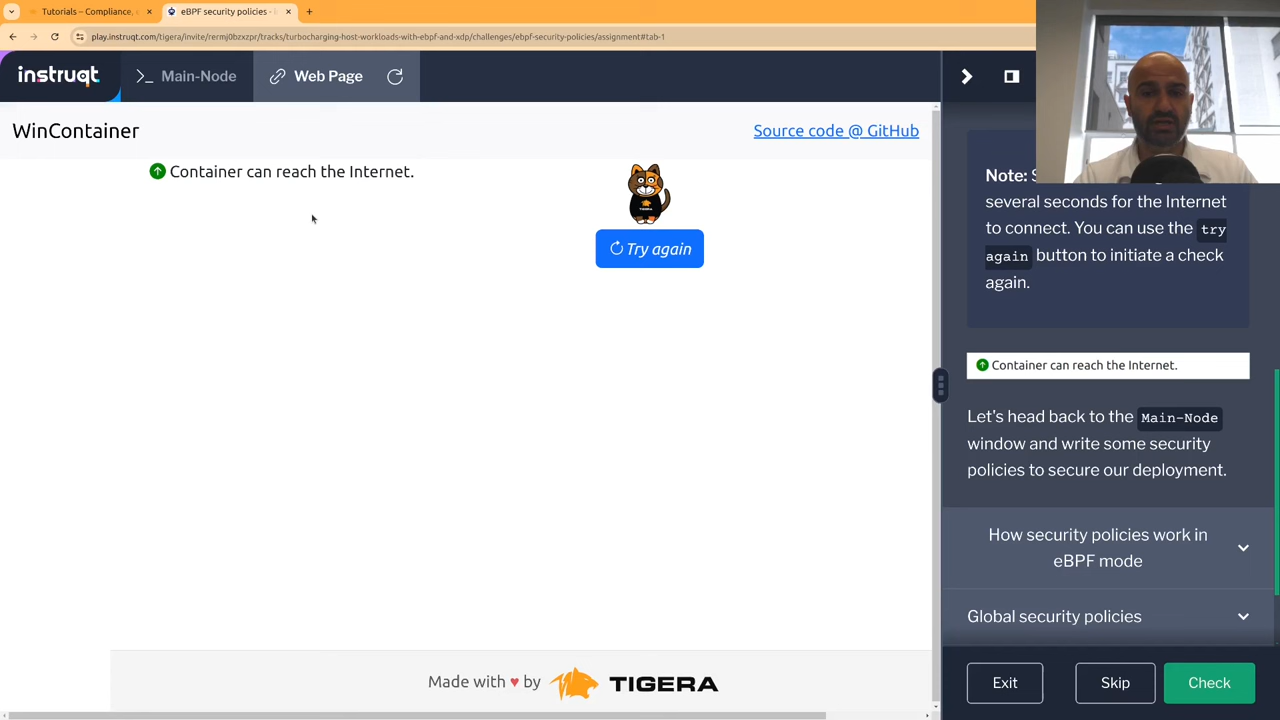 Tutorials – Compliance,
eBPF security policies -
play.instruqt.com/tigera/invite/rermj0bzxzpr/tracks/turbocharging-host-workloads-with-ebpf-and-xdp/challenges/ebpf-security-policies/assignment#tab-1
instruqt
Main-Node
Web Page
WinContainer
Source code @ GitHub
Container can reach the Internet.
TIGERA
Try again
Made with ♥ by TIGERA
Note:
several seconds for the Internet
to connect. You can use the try
again button to initiate a check
again.
Container can reach the Internet.
Let's head back to the Main-Node
window and write some security
policies to secure our deployment.
How security policies work in
eBPF mode
Global security policies
Exit
Skip
Check